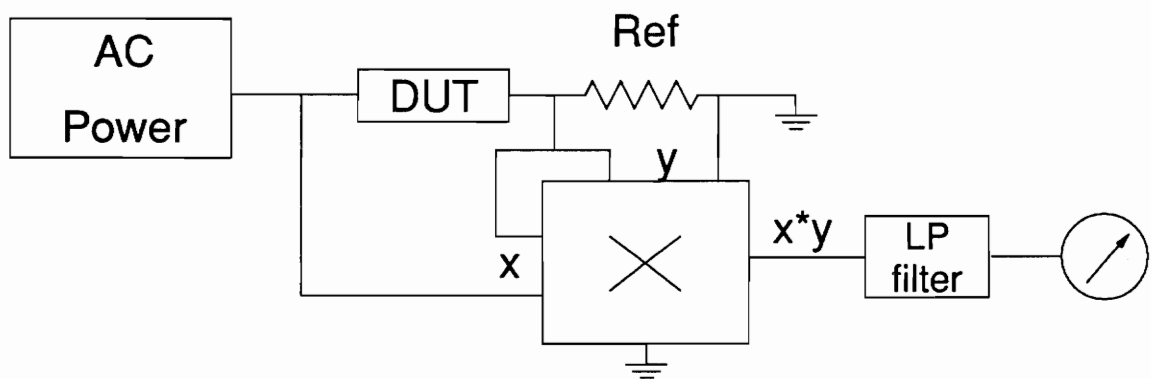 AC
Power
DUT
Ref
y
x
x*y
LP
filter